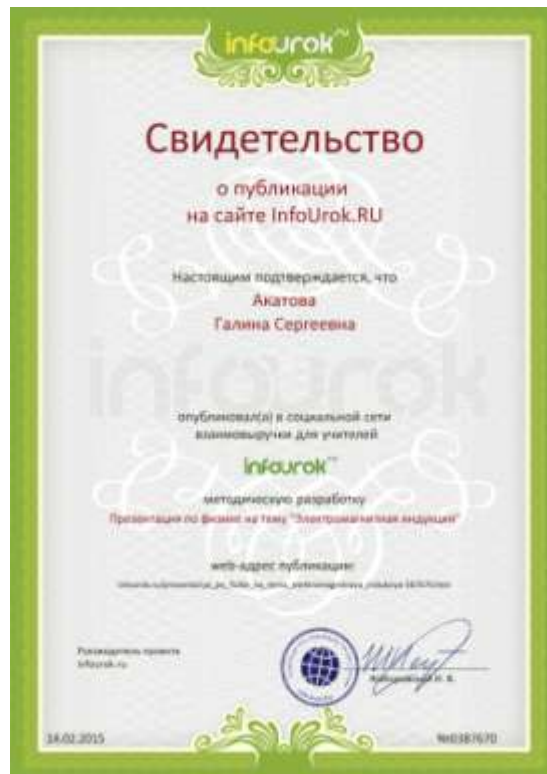 infourok
Свидетельство
о публикации
на сайте InfoUrok.RU
Настоящим подтверждается, что
Акатова
Галина Сергеевна
infourok
опубликовал(а) в социальной сети
взаимовыручки для учителей
infourok
методическую разработку
Презентация по физике на тему "Электромагнитная индукция"
web-адрес публикации:
Руководитель проекта
infourok.ru
14.02.2015
№0387670